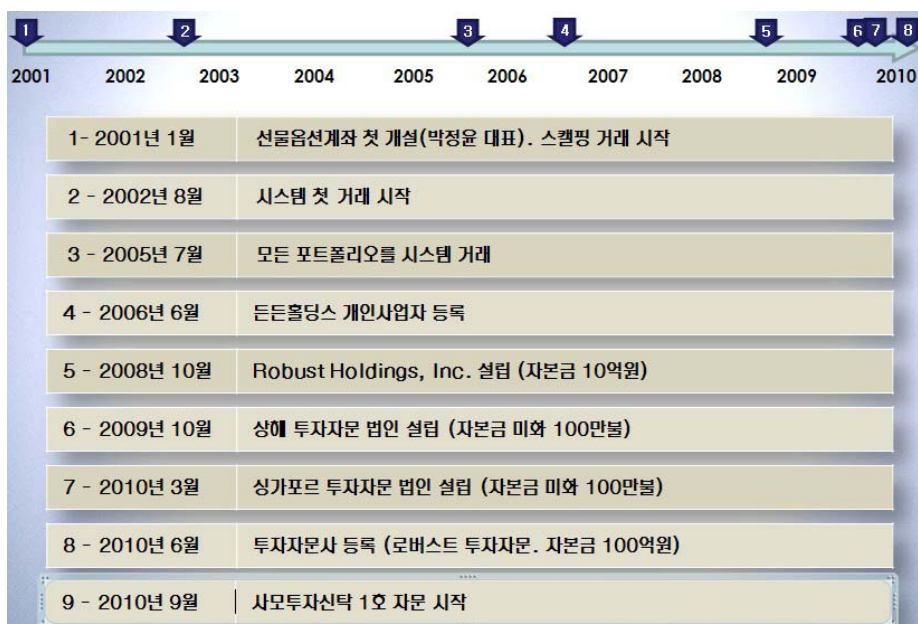 1 2 3 4 5 6 7 8
2001 2002 2003 2004 2005 2006 2007 2008 2009 2010
1- 2001년 1월 선물옵션계좌 첫 개설(박정윤 대표). 스캘핑 거래 시작
2 - 2002년 8월 시스템 첫 거래 시작
3 - 2005년 7월 모든 포트폴리오를 시스템 거래
4 - 2006년 6월 든든홀딩스 개인사업자 등록
5 - 2008년 10월 Robust Holdings, Inc. 설립 (자본금 10억원)
6 - 2009년 10월 상해 투자자문 법인 설립 (자본금 미화 100만불)
7 - 2010년 3월 싱가포르 투자자문 법인 설립 (자본금 미화 100만불)
8 - 2010년 6월 투자자문사 등록 (로버스트 투자자문. 자본금 100억원)
9 - 2010년 9월 사모투자신탁 1호 자문 시작